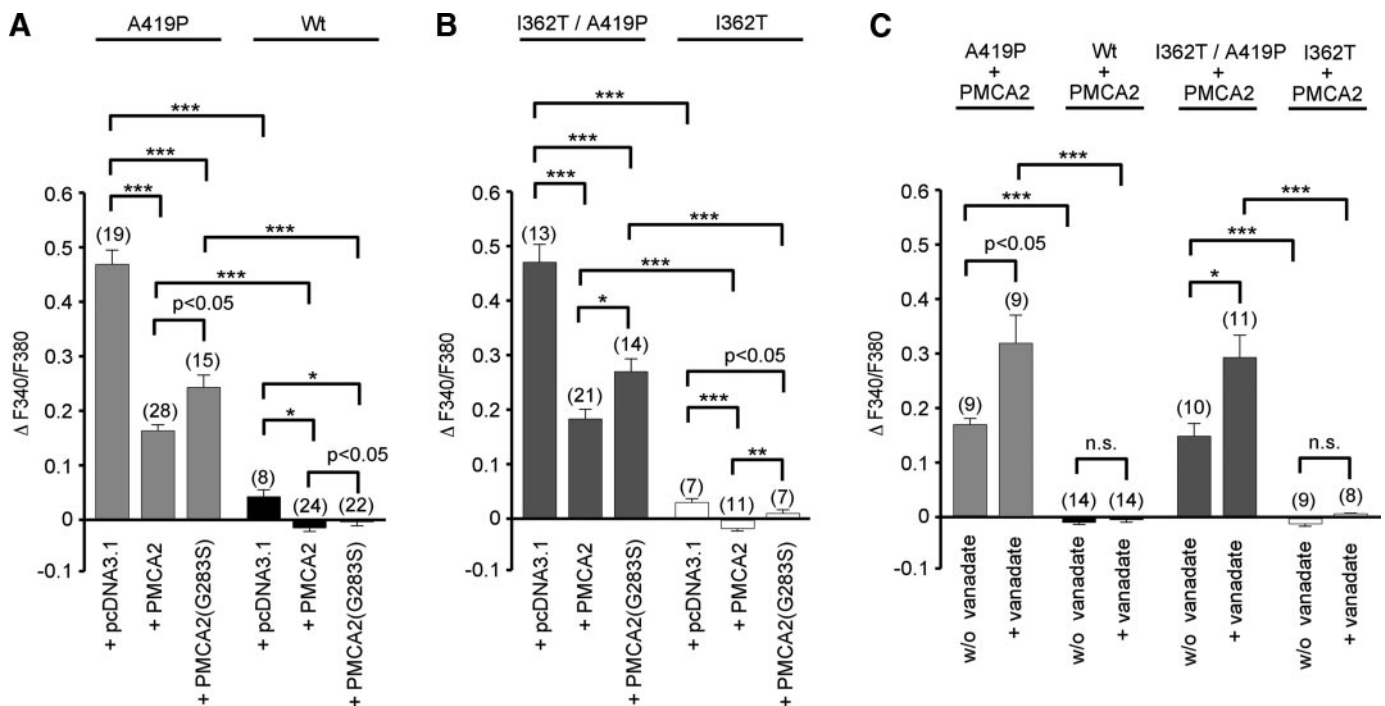 A
A419P
Wt
***
***
***
0.6
(19)
***
0.5
***
0.4
p<0.05
Δ F340/F380
0.3
(15)
*
(28)
0.2
*
p<0.05
0.1
(8)
(24)
(22)
0
-0.1
+ pcDNA3.1
+ PMCA2
+ PMCA2(G283S)
+ pcDNA3.1
+ PMCA2
+ PMCA2(G283S)
B
I362T / A419P
I362T
***
***
***
0.6
***
(13)
0.5
***
0.4
*
(14)
p<0.05
Δ F340/F380
0.3
(21)
***
0.2
**
0.1
(7)
(11)
(7)
0
-0.1
+ pcDNA3.1
+ PMCA2
+ PMCA2(G283S)
+ pcDNA3.1
+ PMCA2
+ PMCA2(G283S)
C
A419P
+
PMCA2
Wt
+
PMCA2
I362T / A419P
+
PMCA2
I362T
+
PMCA2
***
***
0.6
***
***
0.5
p<0.05
*
0.4
(9)
(11)
Δ F340/F380
0.3
(9)
(10)
0.2
n.s.
n.s.
0.1
(14)
(14)
(9)
(8)
0
-0.1
w/o vanadate
+ vanadate
w/o vanadate
+ vanadate
w/o vanadate
+ vanadate
w/o vanadate
+ vanadate